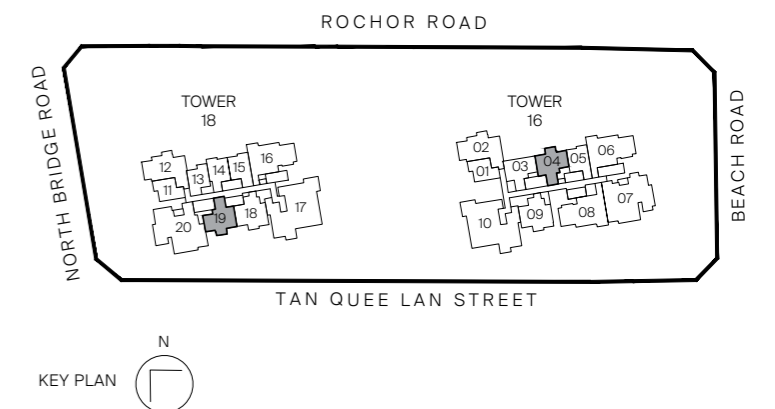 ROCHOR ROAD
NORTH BRIDGE ROAD
BEACH ROAD
TOWER
18
TOWER
16
12
11
13
14
15
16
17
18
19
20
02
01
03
04
05
06
07
08
09
10
TAN QUEE LAN STREET
N
KEY PLAN